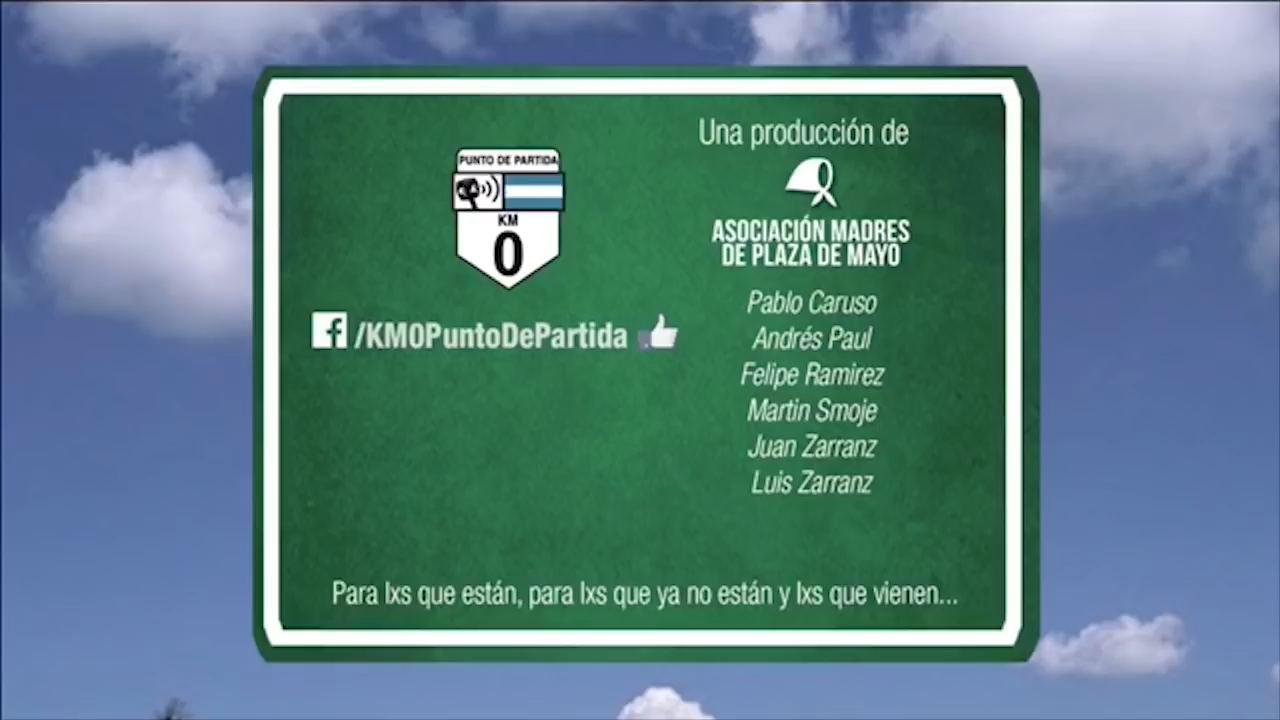 PUNTO DE PARTIDA
KM
0
/KM0PuntoDePartida
Una producción de
ASOCIACIÓN MADRES
DE PLAZA DE MAYO
Pablo Caruso
Andrés Paul
Felipe Ramirez
Martin Smoje
Juan Zarranz
Luis Zarranz
Para lxs que están, para lxs que ya no están y lxs que vienen...